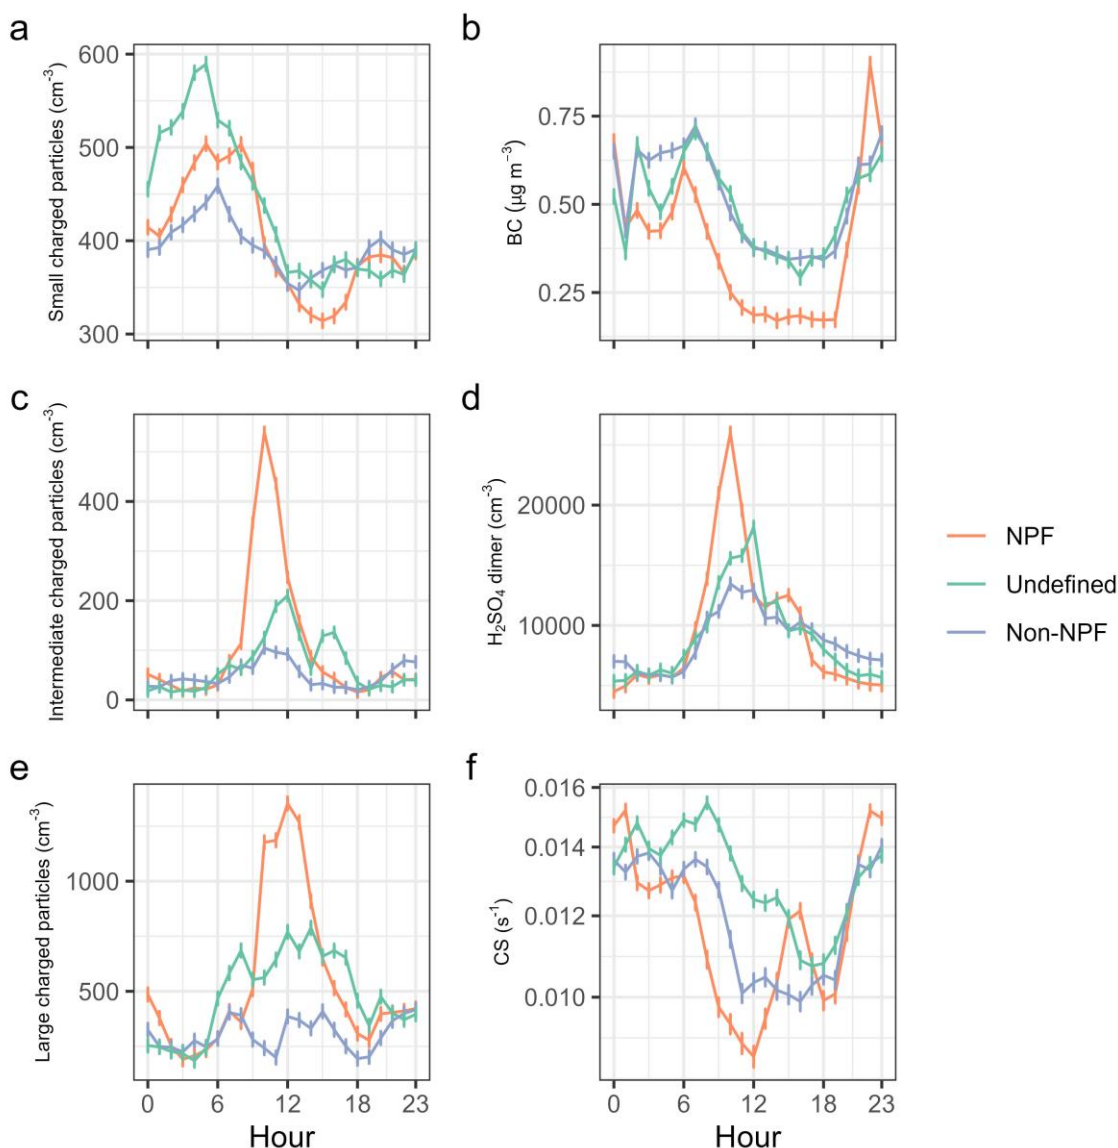 a
Small charged particles (cm⁻³)
600
500
400
300
b
BC (µg m⁻³)
0.75
0.50
0.25
c
Intermediate charged particles (cm⁻³)
400
200
0
d
H₂SO₄ dimer (cm⁻³)
20000
10000
NPF
Undefined
Non-NPF
e
Large charged particles (cm⁻³)
1000
500
0 6 12 18 23
Hour
f
CS (s⁻¹)
0.016
0.014
0.012
0.010
0 6 12 18 23
Hour